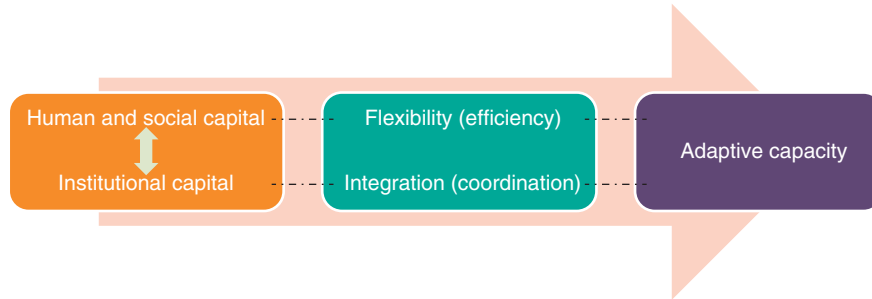 Human and social capital
Institutional capital
Flexibility (efficiency)
Integration (coordination)
Adaptive capacity